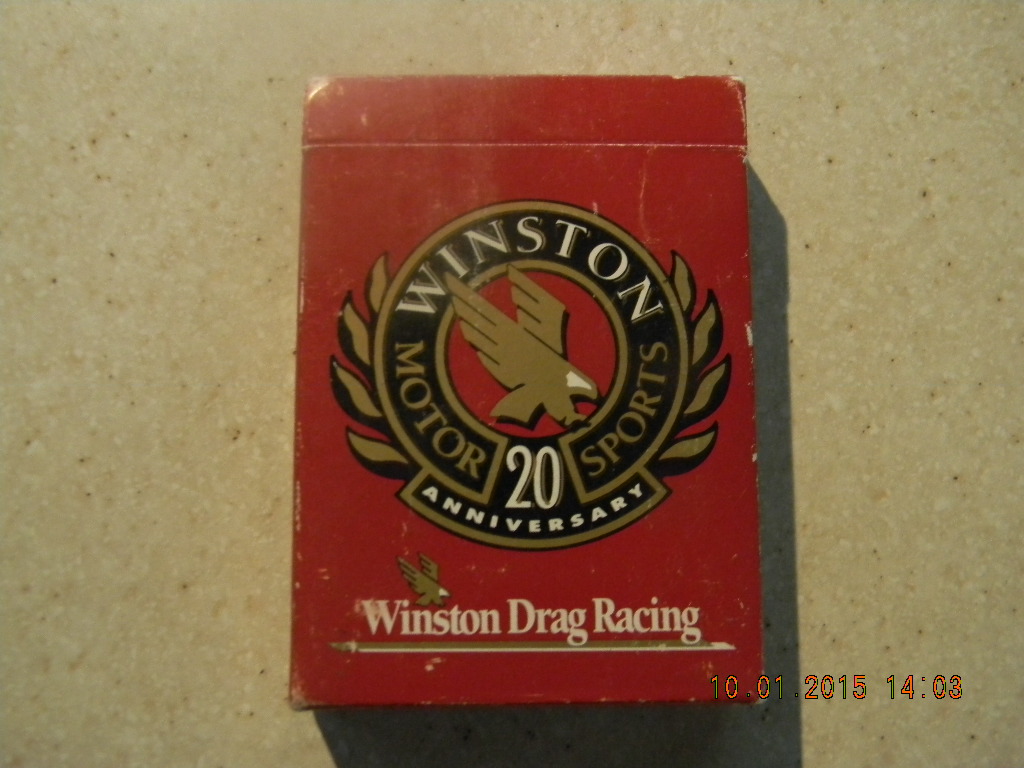 WINSTON
MOTOR SPORTS
20
ANNIVERSARY
Winston Drag Racing
10.01.2015 14:03